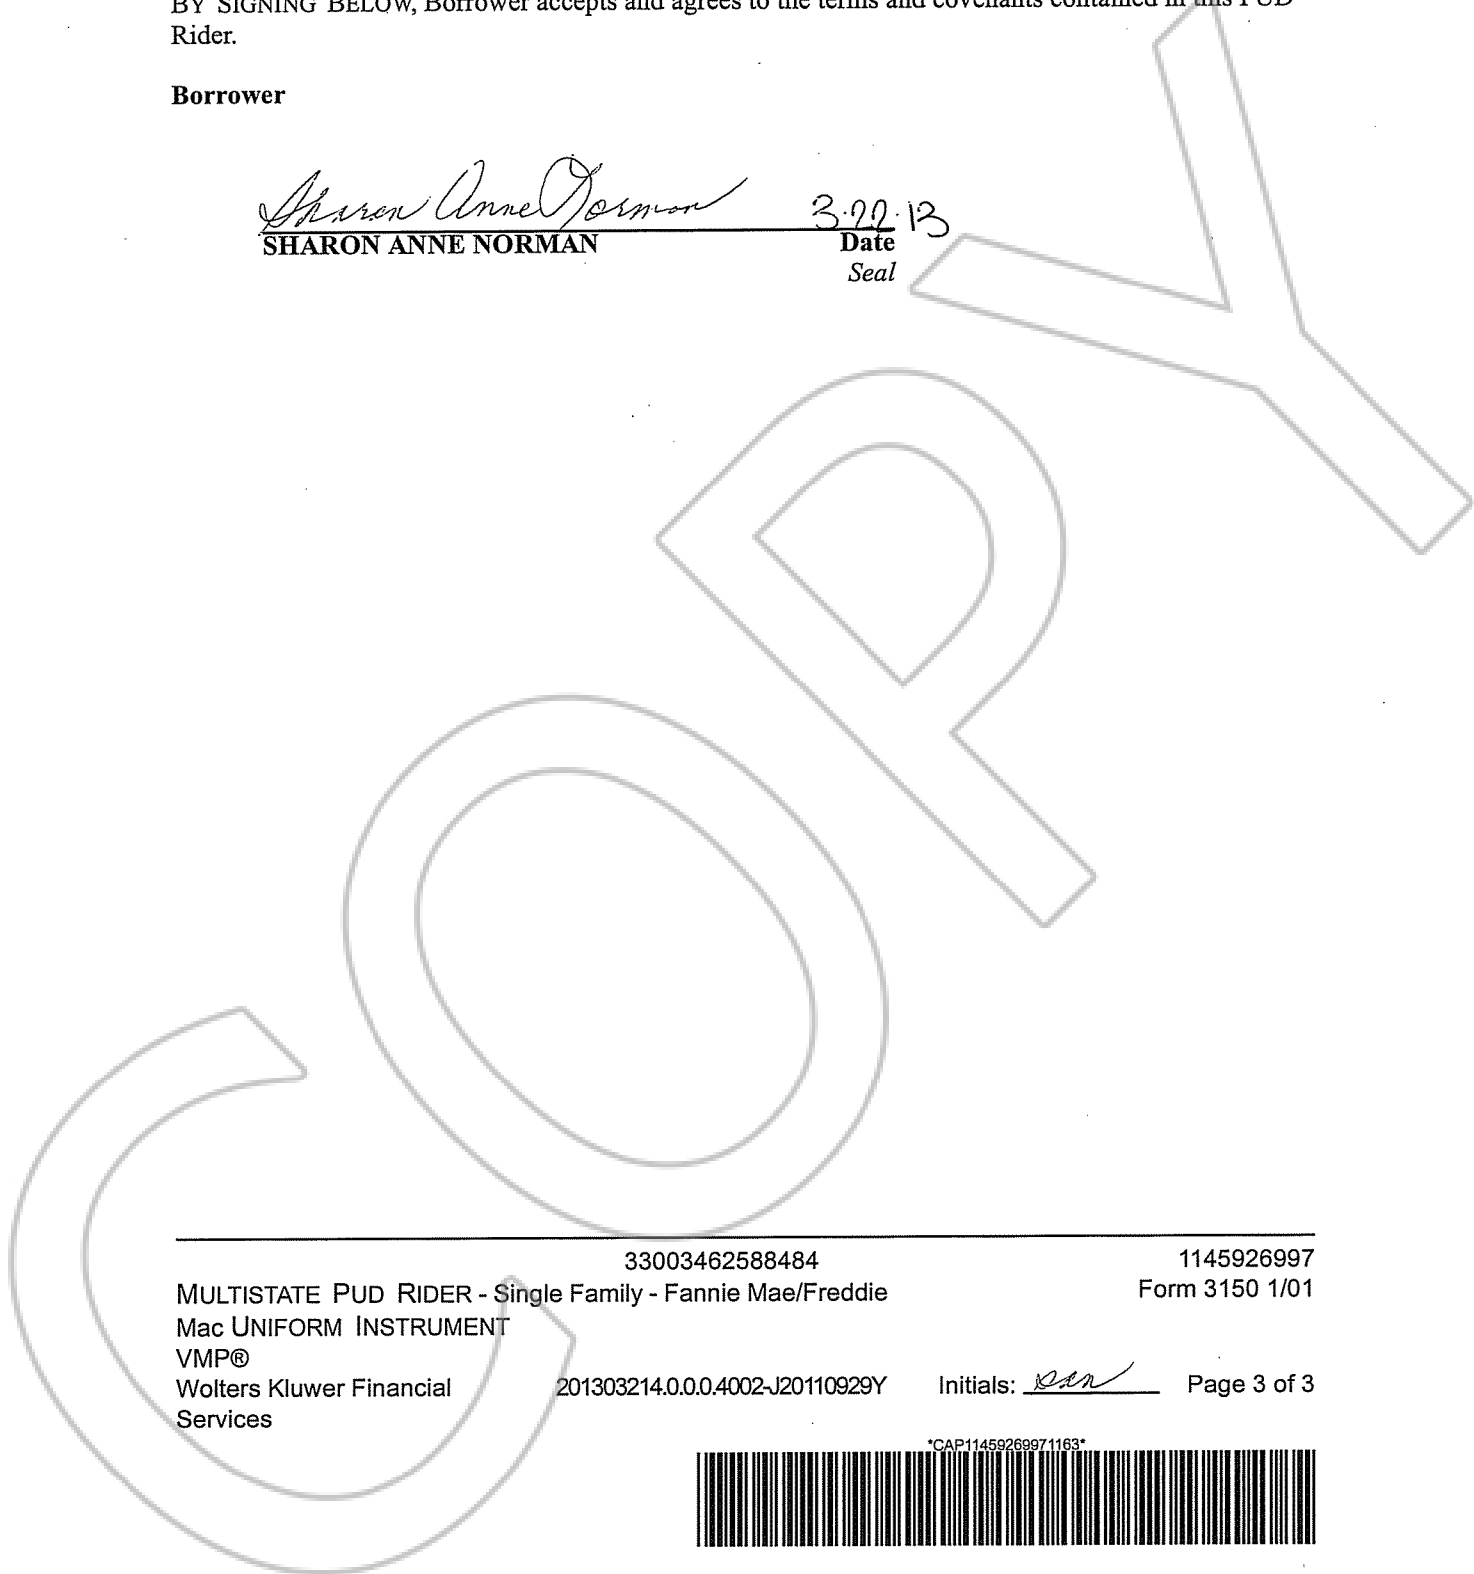 BY SIGNING BELOW, Borrower accepts and agrees to the terms and covenants contained in this PUD
Rider.
Borrower
Sharon Anne Norman 3.22.13
SHARON ANNE NORMAN Date
Seal
COPY
33003462588484 1145926997
MULTISTATE PUD RIDER - Single Family - Fannie Mae/Freddie Form 3150 1/01
Mac UNIFORM INSTRUMENT
VMP®
Wolters Kluwer Financial 201303214.0.0.0.4002-J20110929Y Initials: SAN Page 3 of 3
Services
*CAP11459269971163*